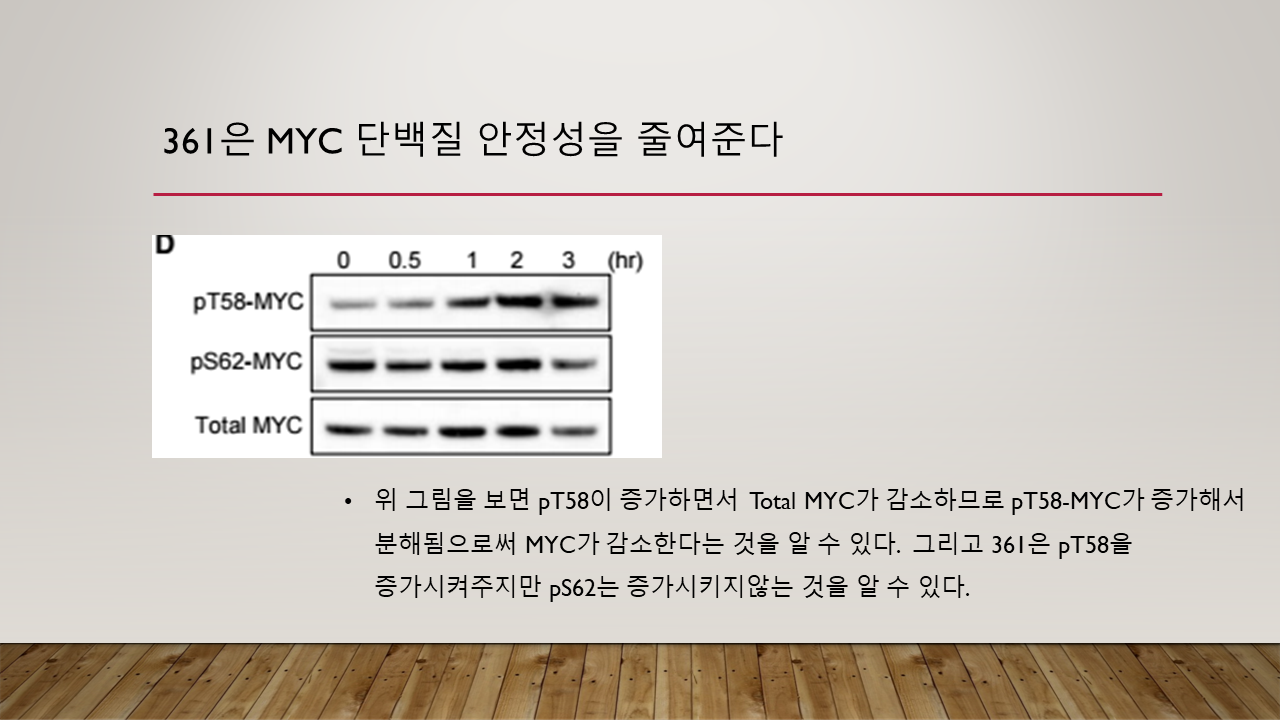 361은 MYC 단백질 안정성을 줄여준다
D
0 0.5 1 2 3 (hr)
pT58-MYC
pS62-MYC
Total MYC
• 위 그림을 보면 pT58이 증가하면서 Total MYC가 감소하므로 pT58-MYC가 증가해서
분해됨으로써 MYC가 감소한다는 것을 알 수 있다. 그리고 361은 pT58을
증가시켜주지만 pS62는 증가시키지않는 것을 알 수 있다.